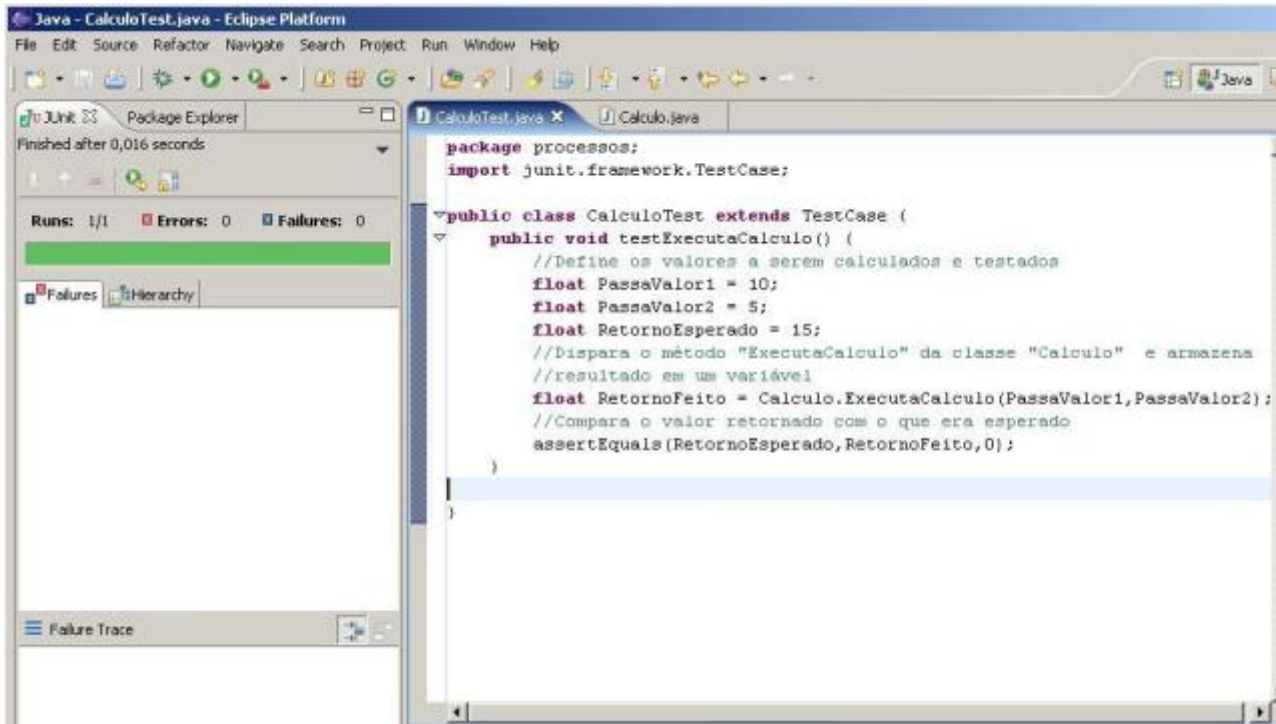 Java - CalculoTest.java - Eclipse Platform
File Edit Source Refactor Navigate Search Project Run Window Help
Java
JUnit Package Explorer
Finished after 0,016 seconds
Runs: 1/1 Errors: 0 Failures: 0
Failures Hierarchy
Failure Trace
CalculoTest.java Calculo.java
package processos;
import junit.framework.TestCase;
public class CalculoTest extends TestCase {
public void testExecutaCalculo() {
//Define os valores a serem calculados e testados
float PassaValor1 = 10;
float PassaValor2 = 5;
float RetornoEsperado = 15;
//Dispara o método "ExecutaCalculo" da classe "Calculo" e armazena
//resultado em um variável
float RetornoFeito = Calculo.ExecutaCalculo(PassaValor1,PassaValor2);
//Compara o valor retornado com o que era esperado
assertEquals(RetornoEsperado,RetornoFeito,0);
}
}